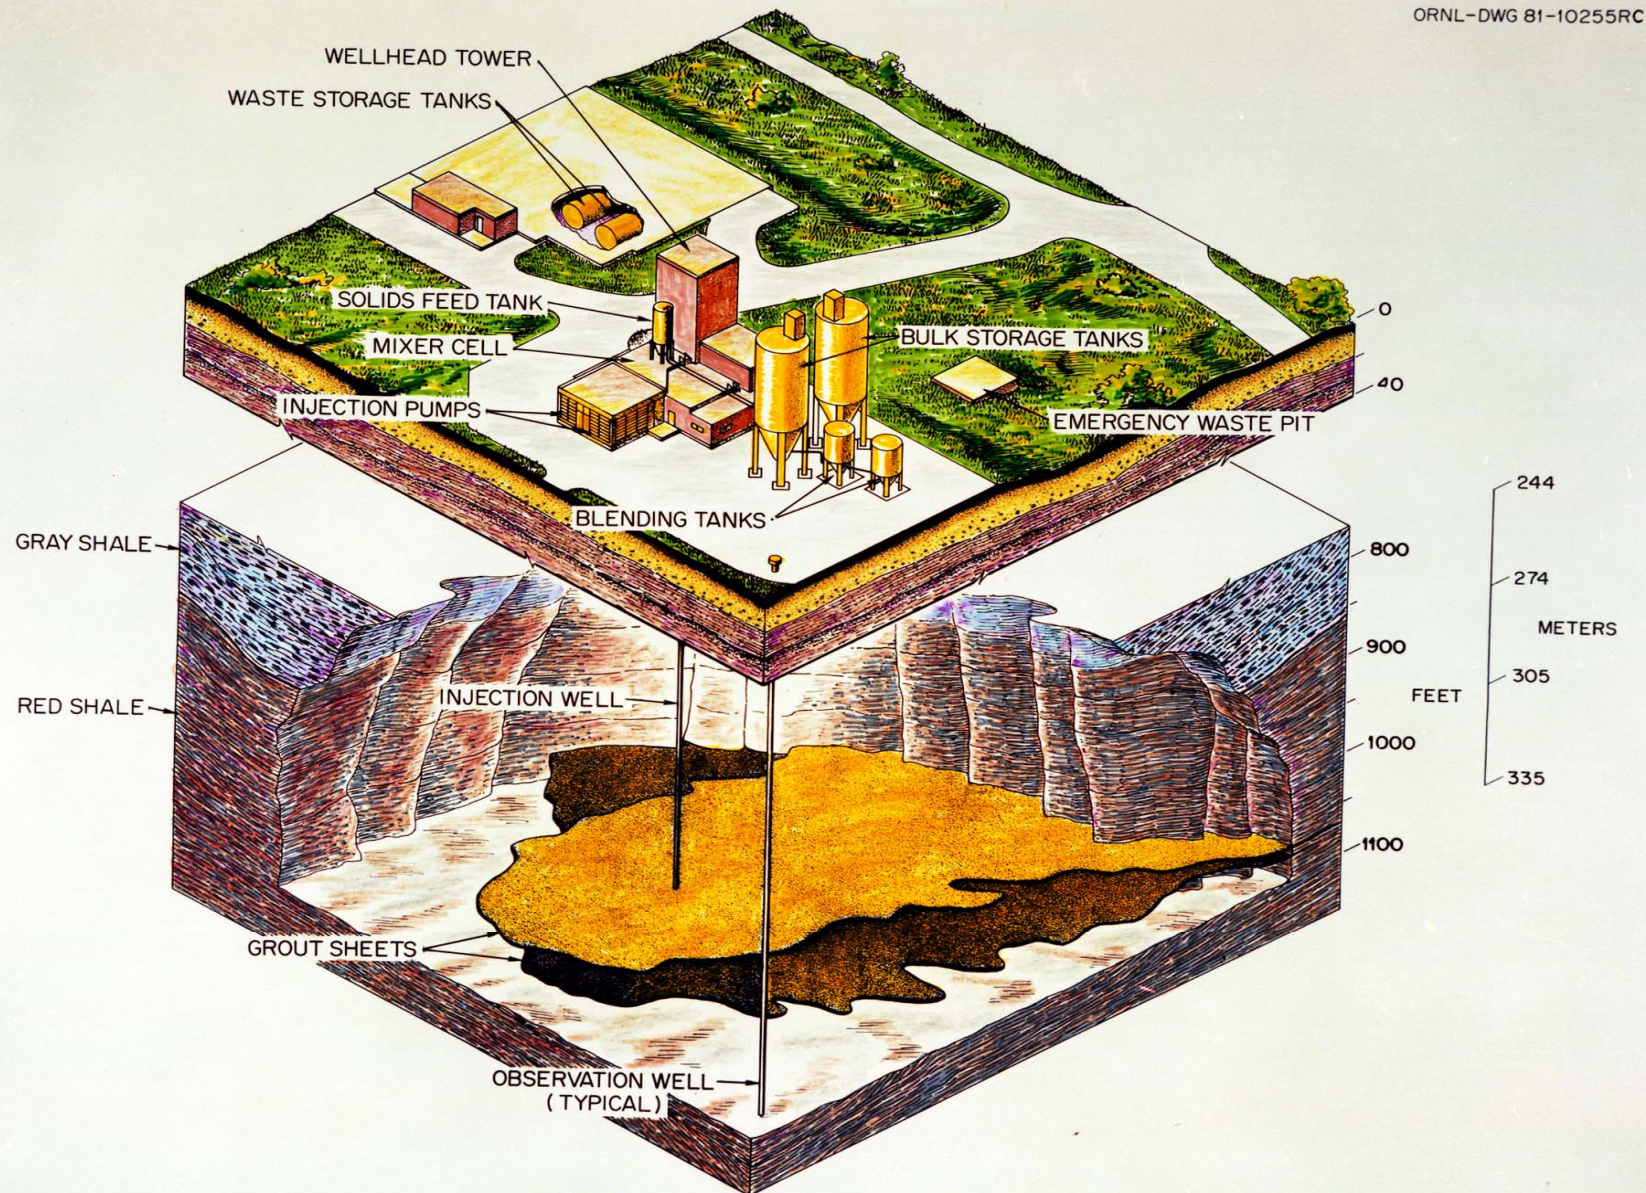 ORNL-DWG 81-10255RC
WELLHEAD TOWER
WASTE STORAGE TANKS
SOLIDS FEED TANK
MIXER CELL
INJECTION PUMPS
BULK STORAGE TANKS
EMERGENCY WASTE PIT
BLENDING TANKS
0
40
GRAY SHALE
RED SHALE
INJECTION WELL
GROUT SHEETS
OBSERVATION WELL
(TYPICAL)
800
900
1000
1100
FEET
244
274
METERS
305
335